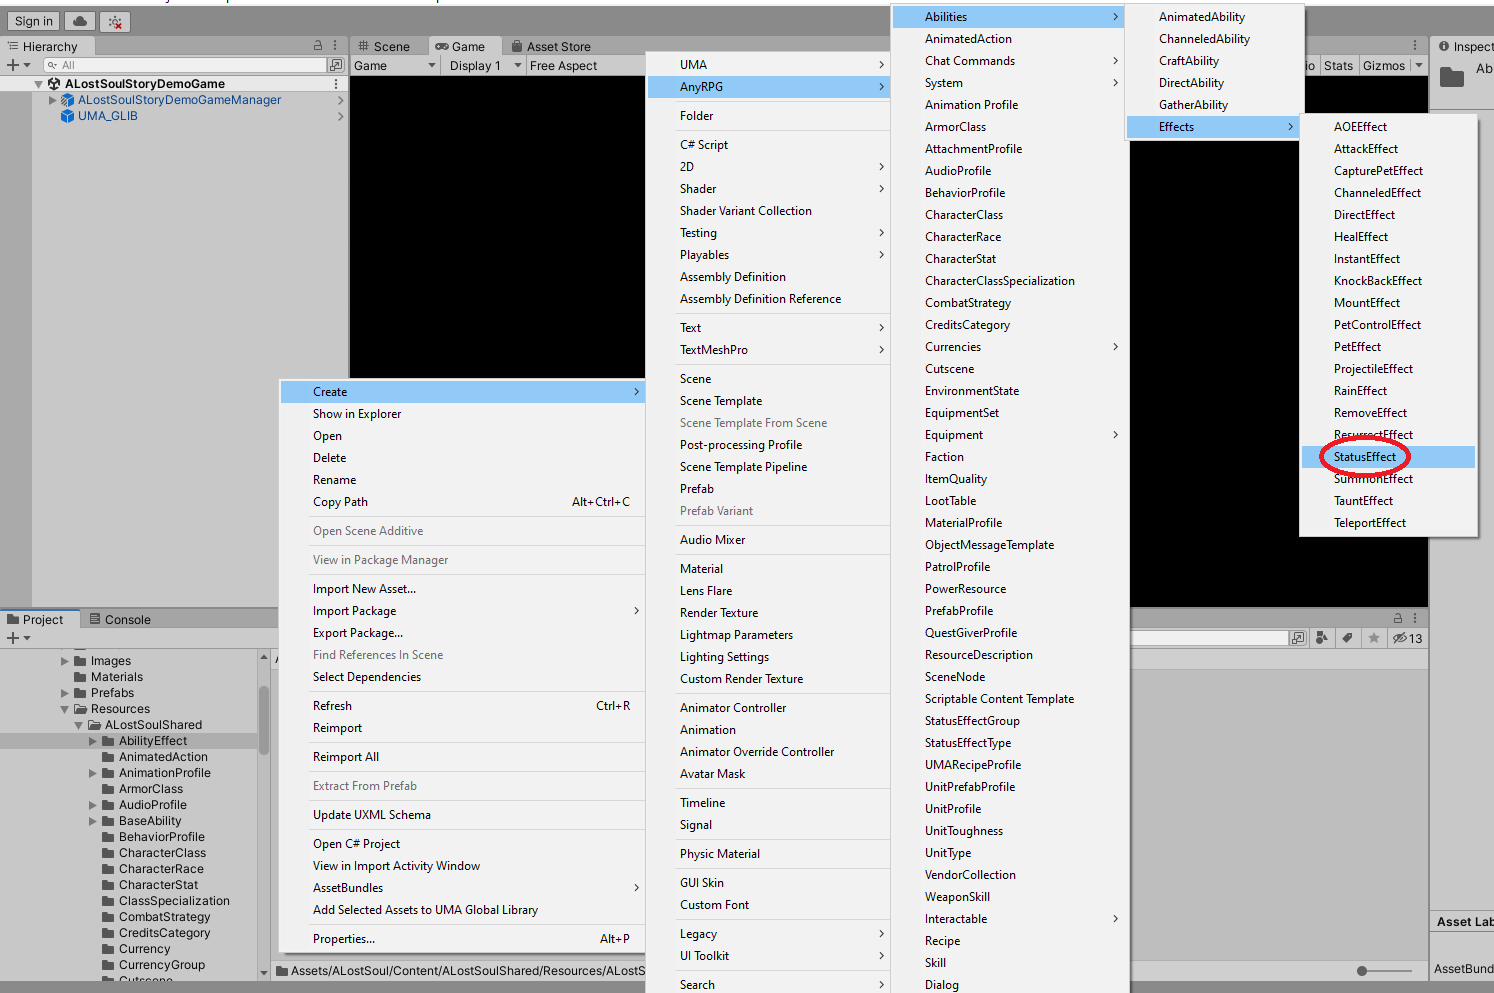 Sign in
Hierarchy
All
ALostSoulStoryDemoGame
ALostSoulStoryDemoGameManager
UMA_GLIB
Scene
Game
Asset Store
Game
Display 1
Free Aspect
Stats
Gizmos
Inspect
Ab
Create
Show in Explorer
Open
Delete
Rename
Copy Path Alt+Ctrl+C
Open Scene Additive
View in Package Manager
Import New Asset...
Import Package
Export Package...
Find References In Scene
Select Dependencies
Refresh Ctrl+R
Reimport
Reimport All
Extract From Prefab
Update UXML Schema
Open C# Project
View in Import Activity Window
AssetBundles
Add Selected Assets to UMA Global Library
Properties... Alt+P
UMA
AnyRPG
Folder
C# Script
2D
Shader
Shader Variant Collection
Testing
Playables
Assembly Definition
Assembly Definition Reference
Text
TextMeshPro
Scene
Scene Template
Scene Template From Scene
Post-processing Profile
Scene Template Pipeline
Prefab
Prefab Variant
Audio Mixer
Material
Lens Flare
Render Texture
Lightmap Parameters
Lighting Settings
Custom Render Texture
Animator Controller
Animation
Animator Override Controller
Avatar Mask
Timeline
Signal
Physic Material
GUI Skin
Custom Font
Legacy
UI Toolkit
Search
Abilities
AnimatedAction
Chat Commands
System
Animation Profile
ArmorClass
AttachmentProfile
AudioProfile
BehaviorProfile
CharacterClass
CharacterRace
CharacterStat
CharacterClassSpecialization
CombatStrategy
CreditsCategory
Currencies
Cutscene
EnvironmentState
EquipmentSet
Equipment
Faction
ItemQuality
LootTable
MaterialProfile
ObjectMessageTemplate
PatrolProfile
PowerResource
PrefabProfile
QuestGiverProfile
ResourceDescription
SceneNode
Scriptable Content Template
StatusEffectGroup
StatusEffectType
UMARecipeProfile
UnitPrefabProfile
UnitProfile
UnitToughness
UnitType
VendorCollection
WeaponSkill
Interactable
Recipe
Skill
Dialog
AnimatedAbility
ChanneledAbility
CraftAbility
DirectAbility
GatherAbility
Effects
AOEEffect
AttackEffect
CapturePetEffect
ChanneledEffect
DirectEffect
HealEffect
InstantEffect
KnockBackEffect
MountEffect
PetControlEffect
PetEffect
ProjectileEffect
RainEffect
RemoveEffect
ResurrectEffect
StatusEffect
SummonEffect
TauntEffect
TeleportEffect
Project
Console
Images
Materials
Prefabs
Resources
ALostSoulShared
AbilityEffect
AnimatedAction
AnimationProfile
ArmorClass
AudioProfile
BaseAbility
BehaviorProfile
CharacterClass
CharacterRace
CharacterStat
ClassSpecialization
CombatStrategy
CreditsCategory
Currency
CurrencyGroup
Cutscene
Assets/ALostSoul/Content/ALostSoulShared/Resources/ALostS
13
Asset Lab
AssetBund